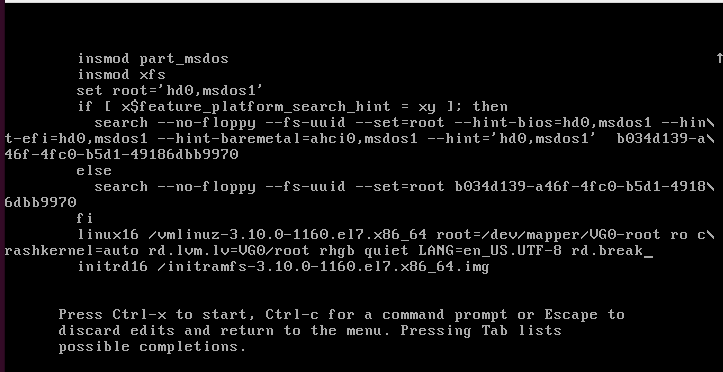 insmod part_msdos
insmod xfs
set root='hd0,msdos1'
if [ x$feature_platform_search_hint = xy ]; then
search --no-floppy --fs-uuid --set=root --hint-bios=hd0,msdos1 --hin\
t-efi=hd0,msdos1 --hint-baremetal=ahci0,msdos1 --hint='hd0,msdos1'  b034d139-a\
46f-4fc0-b5d1-49186dbb9970
else
search --no-floppy --fs-uuid --set=root b034d139-a46f-4fc0-b5d1-4918\
6dbb9970
fi
linux16 /vmlinuz-3.10.0-1160.el7.x86_64 root=/dev/mapper/VG0-root ro c\
rashkernel=auto rd.lvm.lv=VG0/root rhgb quiet LANG=en_US.UTF-8 rd.break_
initrd16 /initramfs-3.10.0-1160.el7.x86_64.img
Press Ctrl-x to start, Ctrl-c for a command prompt or Escape to
discard edits and return to the menu. Pressing Tab lists
possible completions.